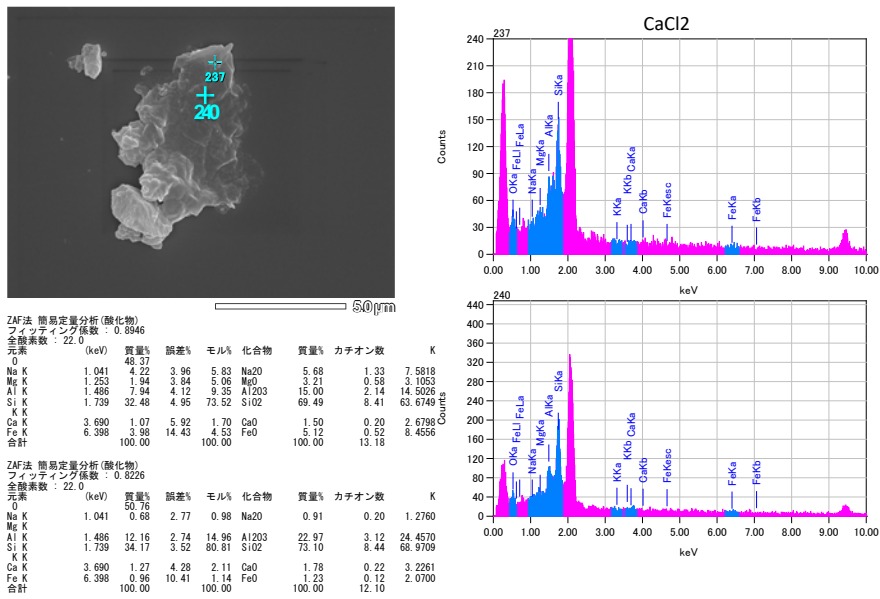 CaCl2
237
240
5.0μm
ZAF法 簡易定量分析(酸化物)
フィッティング係数 : 0.8946
全酸素数 : 22.0
元素 (keV) 質量% 誤差% モル% 化合物 質量% カチオン数 K
O 48.37
Na K 1.041 4.22 3.96 5.83 Na2O 5.68 1.33 7.5818
Mg K 1.253 1.94 3.84 5.06 MgO 3.21 0.58 3.1053
Al K 1.486 7.94 4.12 9.35 Al2O3 15.00 2.14 14.5026
Si K 1.739 32.48 4.95 73.52 SiO2 69.49 8.41 63.6749
K K
Ca K 3.690 1.07 5.92 1.70 CaO 1.50 0.20 2.6798
Fe K 6.398 3.98 14.43 4.53 FeO 5.12 0.52 8.4556
合計 100.00 100.00 100.00 13.18
ZAF法 簡易定量分析(酸化物)
フィッティング係数 : 0.8226
全酸素数 : 22.0
元素 (keV) 質量% 誤差% モル% 化合物 質量% カチオン数 K
O 50.76
Na K 1.041 0.68 2.77 0.98 Na2O 0.91 0.20 1.2760
Mg K
Al K 1.486 12.16 2.74 14.96 Al2O3 22.97 3.12 24.4570
Si K 1.739 34.17 3.52 80.81 SiO2 73.10 8.44 68.9709
K K
Ca K 3.690 1.27 4.28 2.11 CaO 1.78 0.22 3.2261
Fe K 6.398 0.96 10.41 1.14 FeO 1.23 0.12 2.0700
合計 100.00 100.00 100.00 12.10
237
Counts
240
210
180
150
120
90
60
30
0
OKa FeLl FeLa NaKa MgKa AlKa SiKa KKa KKb CaKa CaKb FeKesc FeKa FeKb
0.00 1.00 2.00 3.00 4.00 5.00 6.00 7.00 8.00 9.00 10.00
keV
240
Counts
440
400
360
320
280
240
200
160
120
80
40
0
OKa FeLl FeLa NaKa MgKa AlKa SiKa KKa KKb CaKa CaKb FeKesc FeKa FeKb
0.00 1.00 2.00 3.00 4.00 5.00 6.00 7.00 8.00 9.00 10.00
keV